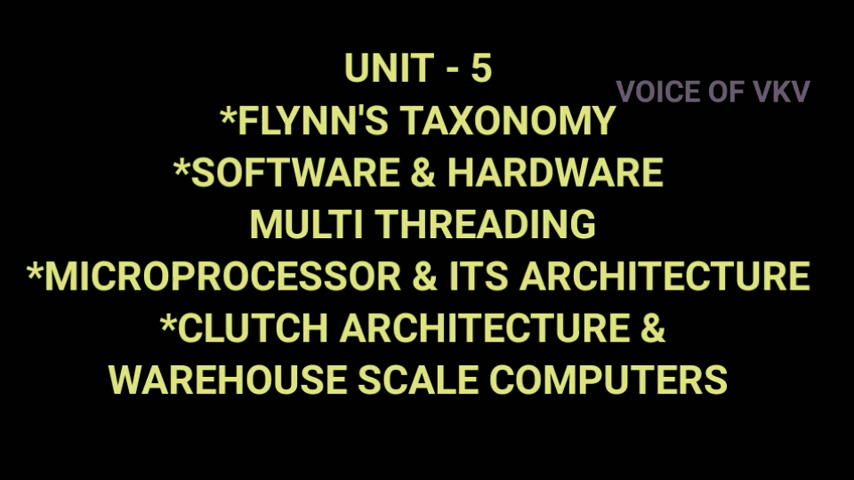 UNIT - 5
VOICE OF VKV
*FLYNN'S TAXONOMY
*SOFTWARE & HARDWARE
MULTI THREADING
*MICROPROCESSOR & ITS ARCHITECTURE
*CLUTCH ARCHITECTURE &
WAREHOUSE SCALE COMPUTERS